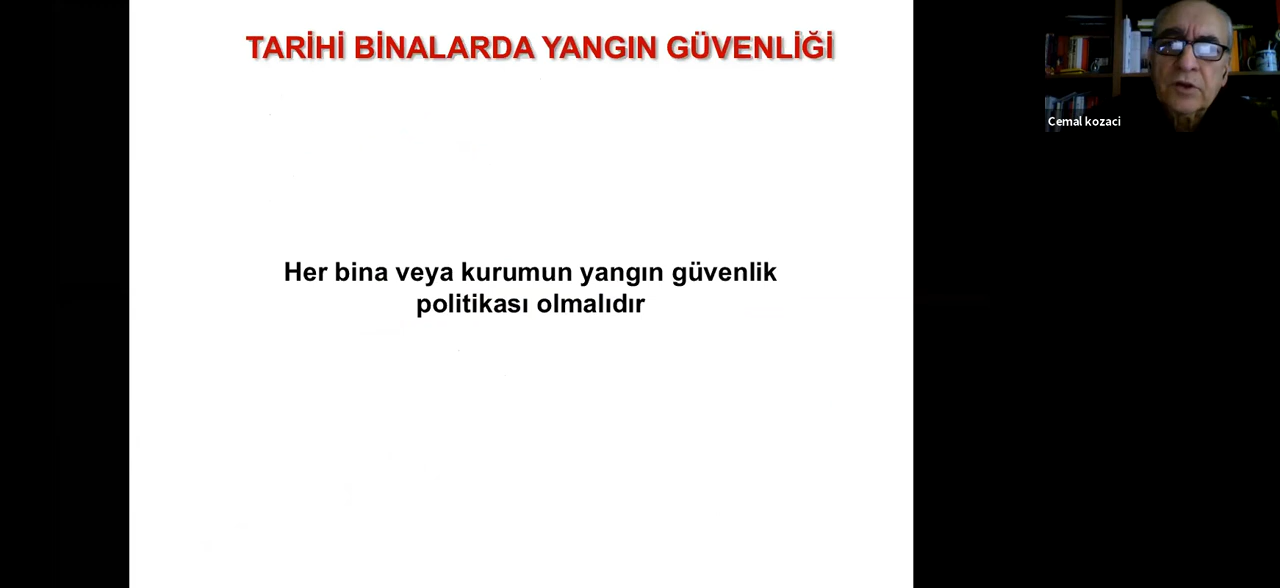 TARİHİ BİNALARDA YANGIN GÜVENLİĞİ
Cemal kozaci
Her bina veya kurumun yangın güvenlik
politikası olmalıdır